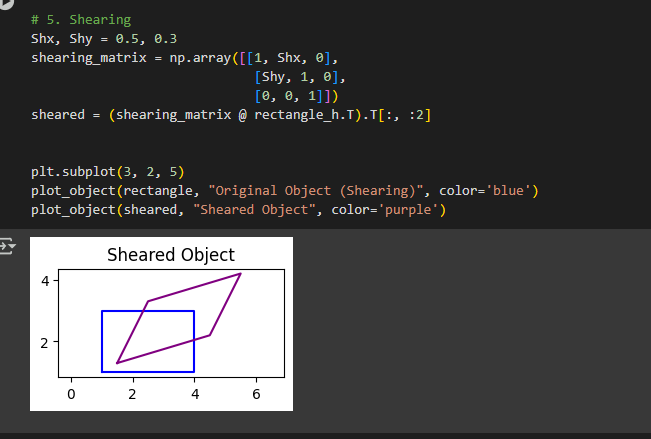 # 5. Shearing
Shx, Shy = 0.5, 0.3
shearing_matrix = np.array([[1, Shx, 0],
                            [Shy, 1, 0],
                            [0, 0, 1]])
sheared = (shearing_matrix @ rectangle_h.T).T[:, :2]
plt.subplot(3, 2, 5)
plot_object(rectangle, "Original Object (Shearing)", color='blue')
plot_object(sheared, "Sheared Object", color='purple')
Sheared Object
4
2
0 2 4 6